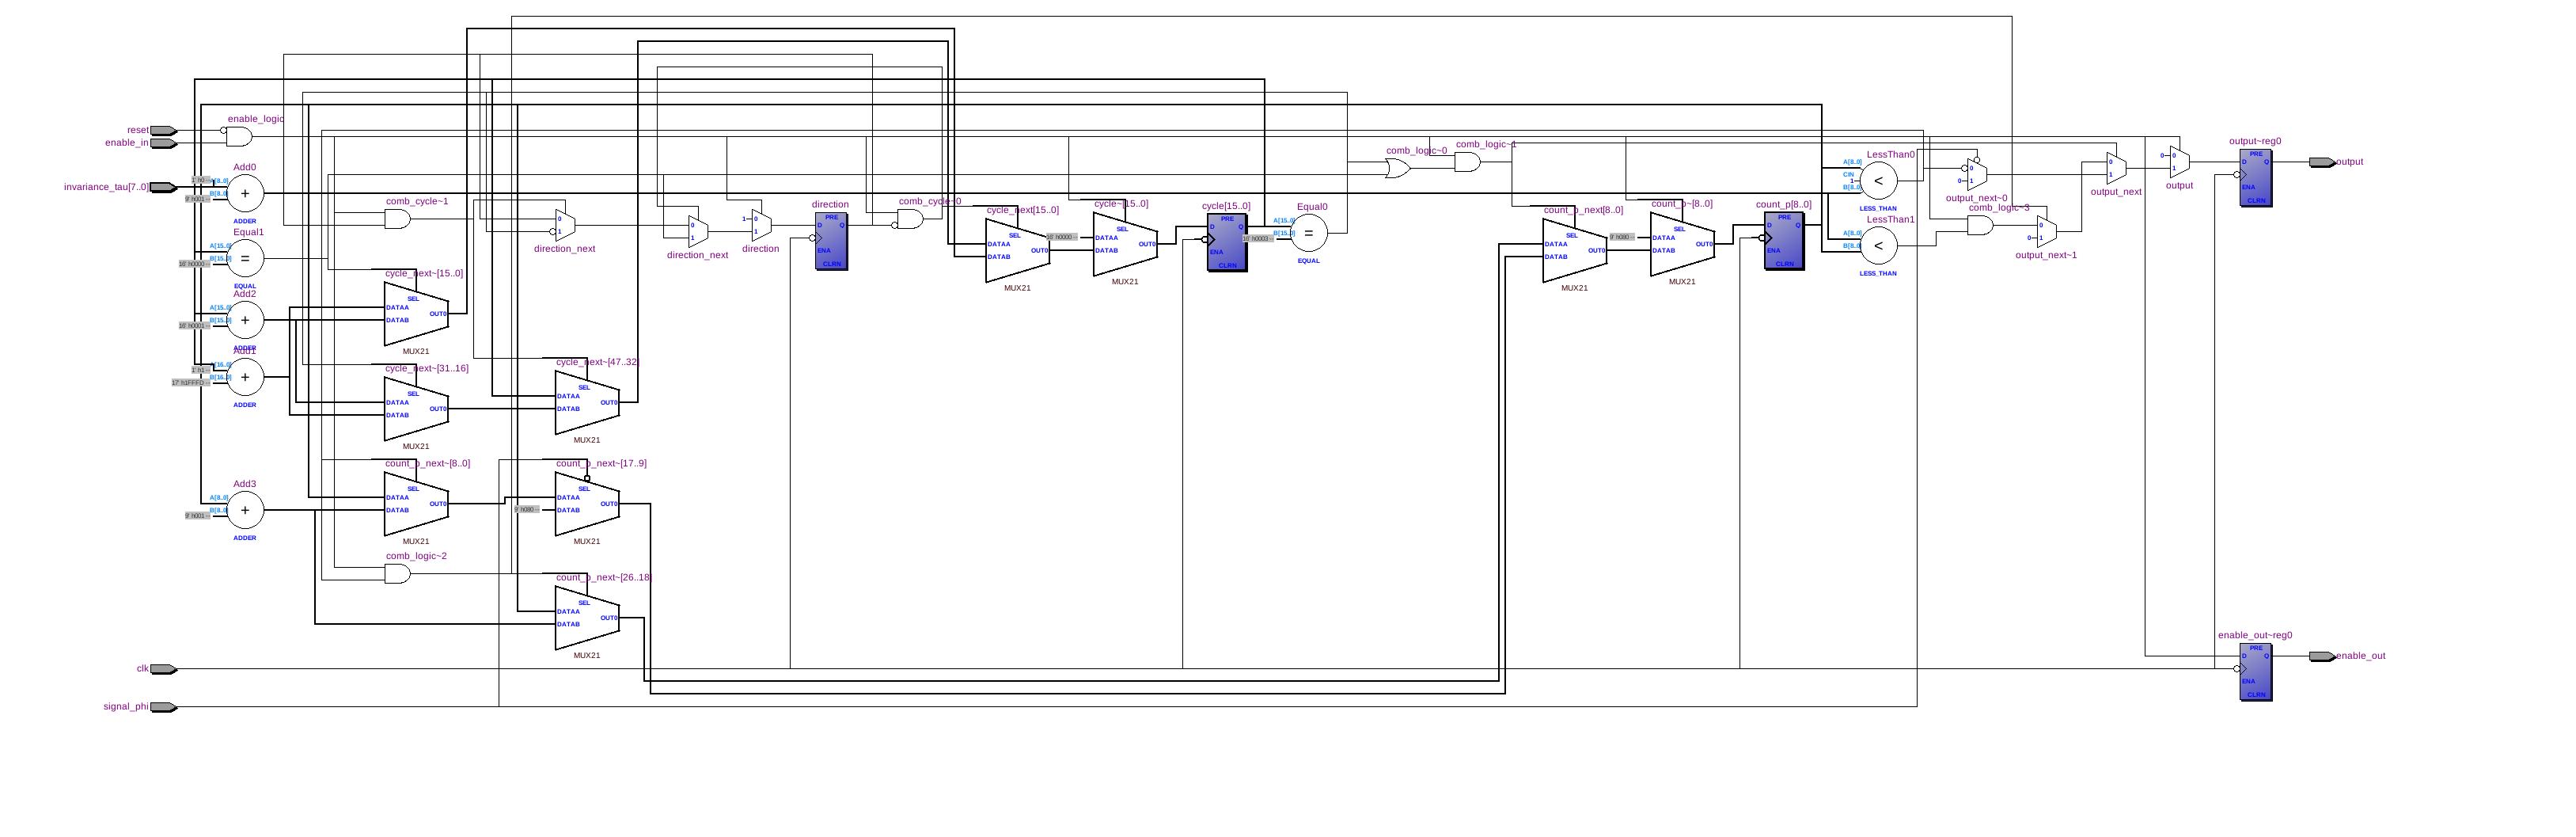 reset
enable_in
enable_logic
invariance_tau[7..0]
Add0
1' h0--
A[8..0]
B[8..0]
9' h001--
+
ADDER
Equal1
A[15..0]
B[15..0]
16' h0000--
=
EQUAL
Add2
A[15..0]
B[15..0]
16' h0001--
+
ADDER
Add1
A[16..0]
1' h1--
B[16..0]
+
ADDER
Add3
A[8..0]
B[8..0]
9' h001--
+
ADDER
clk
signal_phi
comb_cycle~1
cycle_next~[15..0]
SEL
DATAA
DATAB
OUT0
MUX21
cycle_next~[31..16]
SEL
DATAA
DATAB
OUT0
MUX21
count_p_next~[8..0]
SEL
DATAA
DATAB
OUT0
MUX21
comb_logic~2
0
1
direction_next
cycle_next~[47..32]
SEL
DATAA
DATAB
OUT0
MUX21
count_p_next~[17..9]
SEL
DATAA
9' h080--
DATAB
OUT0
MUX21
count_p_next~[26..18]
SEL
DATAA
DATAB
OUT0
MUX21
0
1
direction_next
1
0
1
direction
direction
PRE
D
Q
ENA
CLRN
comb_cycle~0
cycle_next[15..0]
SEL
DATAA
DATAB
OUT0
MUX21
cycle~[15..0]
SEL
16' h0000--
DATAA
DATAB
OUT0
MUX21
cycle[15..0]
PRE
D
Q
ENA
CLRN
Equal0
A[15..0]
16' h0003--
B[15..0]
=
EQUAL
comb_logic~0
comb_logic~1
count_p_next[8..0]
SEL
DATAA
DATAB
OUT0
MUX21
count_p~[8..0]
SEL
9' h080--
DATAA
DATAB
OUT0
MUX21
count_p[8..0]
PRE
D
Q
ENA
CLRN
LessThan0
A[8..0]
CIN
1
B[8..0]
<
LESS_THAN
LessThan1
A[8..0]
B[8..0]
<
LESS_THAN
0
0
1
output_next~0
comb_logic~3
0
0
1
output_next~1
0
1
output_next
0
0
1
output
output~reg0
PRE
D
Q
ENA
CLRN
output
enable_out~reg0
PRE
D
Q
ENA
CLRN
enable_out